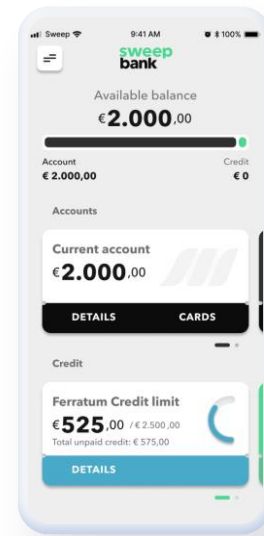 Sweep 9:41 AM 100%
sweep
bank
Available balance
€2.000,00
Account Credit
€ 2.000,00 € 0
Accounts
Current account
€2.000,00
DETAILS CARDS
Credit
Ferratum Credit limit
€525,00 / € 2.500,00
Total unpaid credit: € 575,00
DETAILS